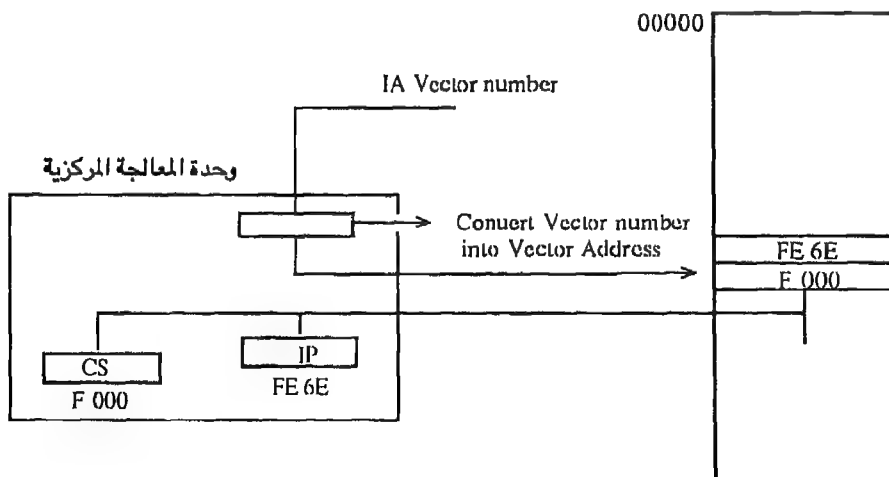 00000
IA Vector number
وحدة المعالجة المركزية
Conuert Vector number
into Vector Address
FE 6E
F 000
CS
IP
F 000
FE 6E